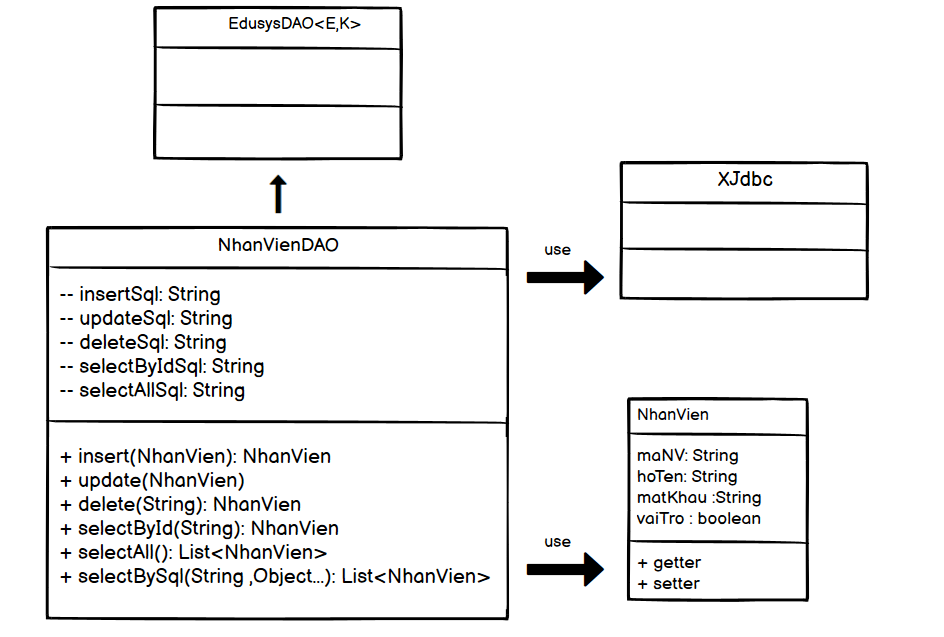 EdusysDAO<E,K>
XJdbc
NhanVienDAO
use
-- insertSql: String
-- updateSql: String
-- deleteSql: String
-- selectByIdSql: String
-- selectAllSql: String
NhanVien
maNV: String
hoTen: String
matKhau :String
vaiTro : boolean
+ insert(NhanVien): NhanVien
+ update(NhanVien)
+ delete(String): NhanVien
+ selectById(String): NhanVien
+ selectAll(): List<NhanVien>
+ selectBySql(String ,Object...): List<NhanVien>
use
+ getter
+ setter